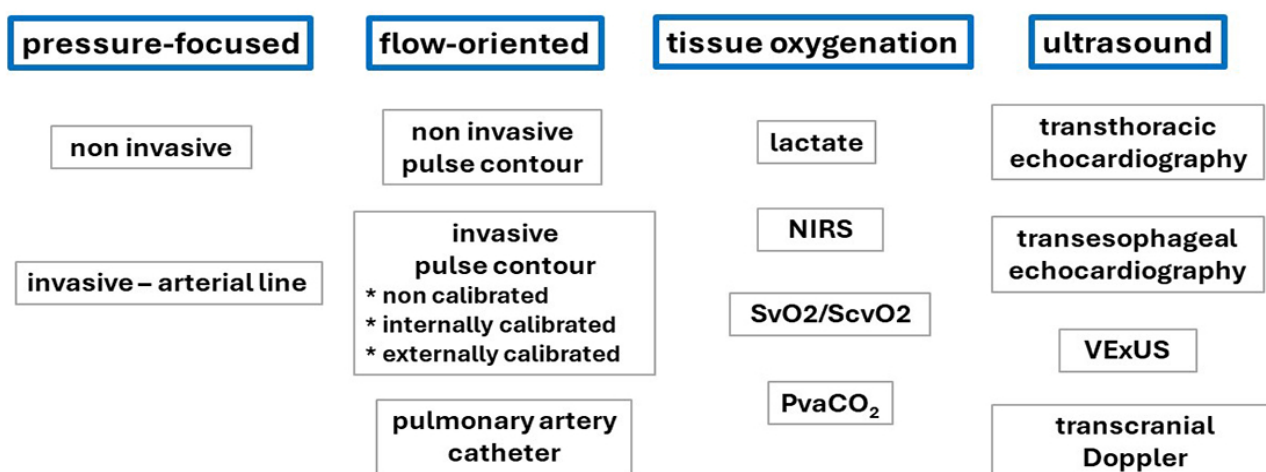 pressure-focused
non invasive
invasive – arterial line
flow-oriented
non invasive
pulse contour
invasive
pulse contour
* non calibrated
* internally calibrated
* externally calibrated
pulmonary artery
catheter
tissue oxygenation
lactate
NIRS
SvO2/ScvO2
PvaCO₂
ultrasound
transthoracic
echocardiography
transesophageal
echocardiography
VExUS
transcranial
Doppler